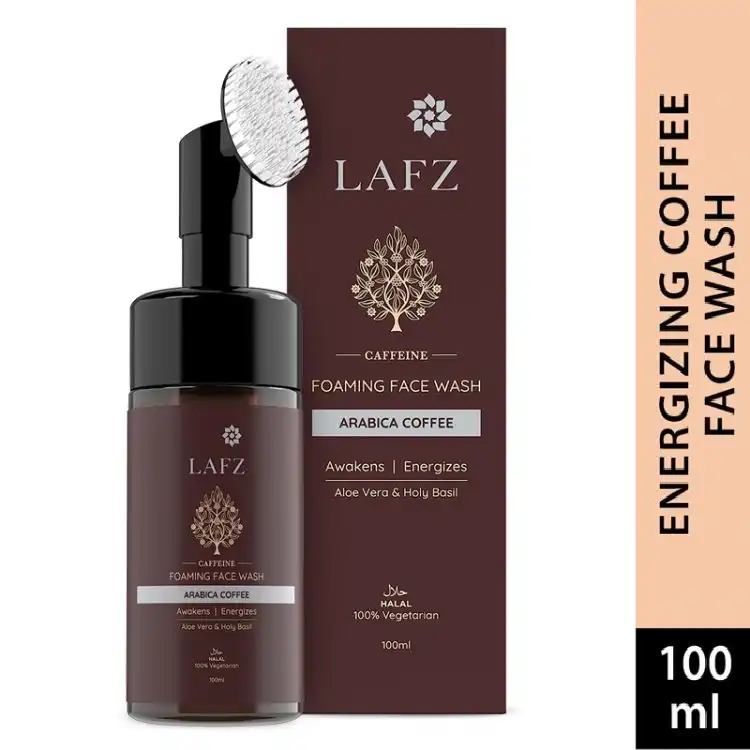 LAFZ
CAFFEINE
FOAMING FACE WASH
ARABICA COFFEE
Awakens | Energizes
Aloe Vera & Holy Basil
حلال
HALAL
100% Vegetarian
100ml
LAFZ
CAFFEINE
FOAMING FACE WASH
ARABICA COFFEE
Awakens | Energizes
Aloe Vera & Holy Basil
حلال
HALAL
100% Vegetarian
100ml
ENERGIZING COFFEE
FACE WASH
100
ml